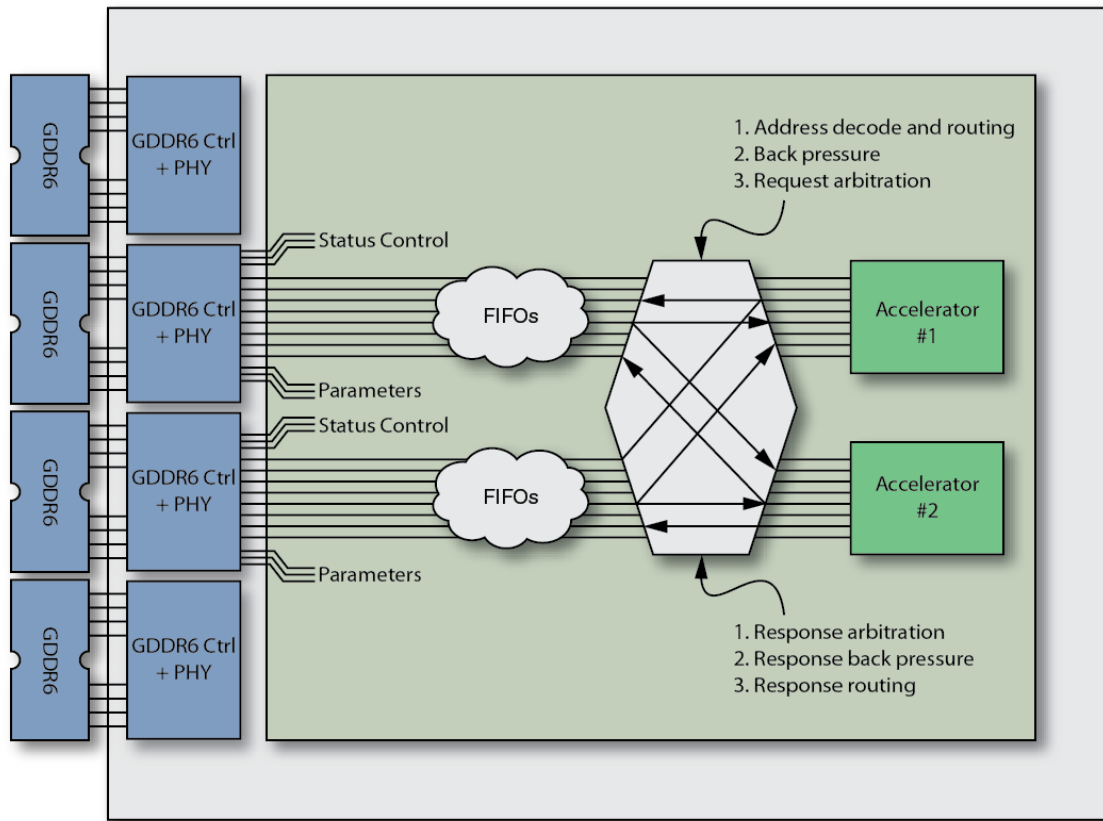 GDDR6
GDDR6 Ctrl
+ PHY
GDDR6
GDDR6 Ctrl
+ PHY
GDDR6
GDDR6 Ctrl
+ PHY
GDDR6
GDDR6 Ctrl
+ PHY
Status Control
Parameters
Status Control
Parameters
FIFOs
FIFOs
1. Address decode and routing
2. Back pressure
3. Request arbitration
Accelerator
#1
Accelerator
#2
1. Response arbitration
2. Response back pressure
3. Response routing